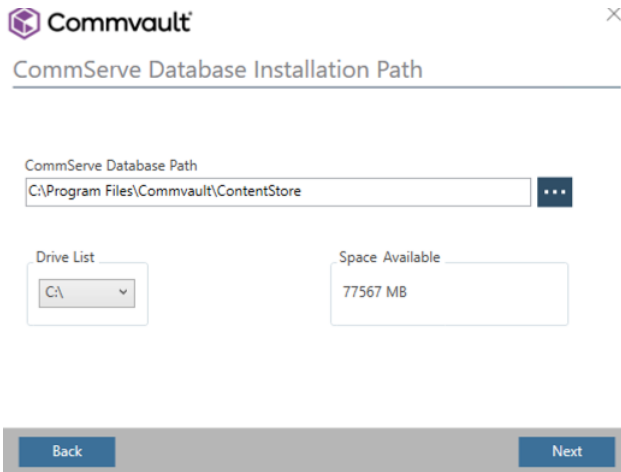 Commvault
CommServe Database Installation Path
CommServe Database Path
C:\Program Files\Commvault\ContentStore
Drive List
Space Available
C:\
77567 MB
Back
Next